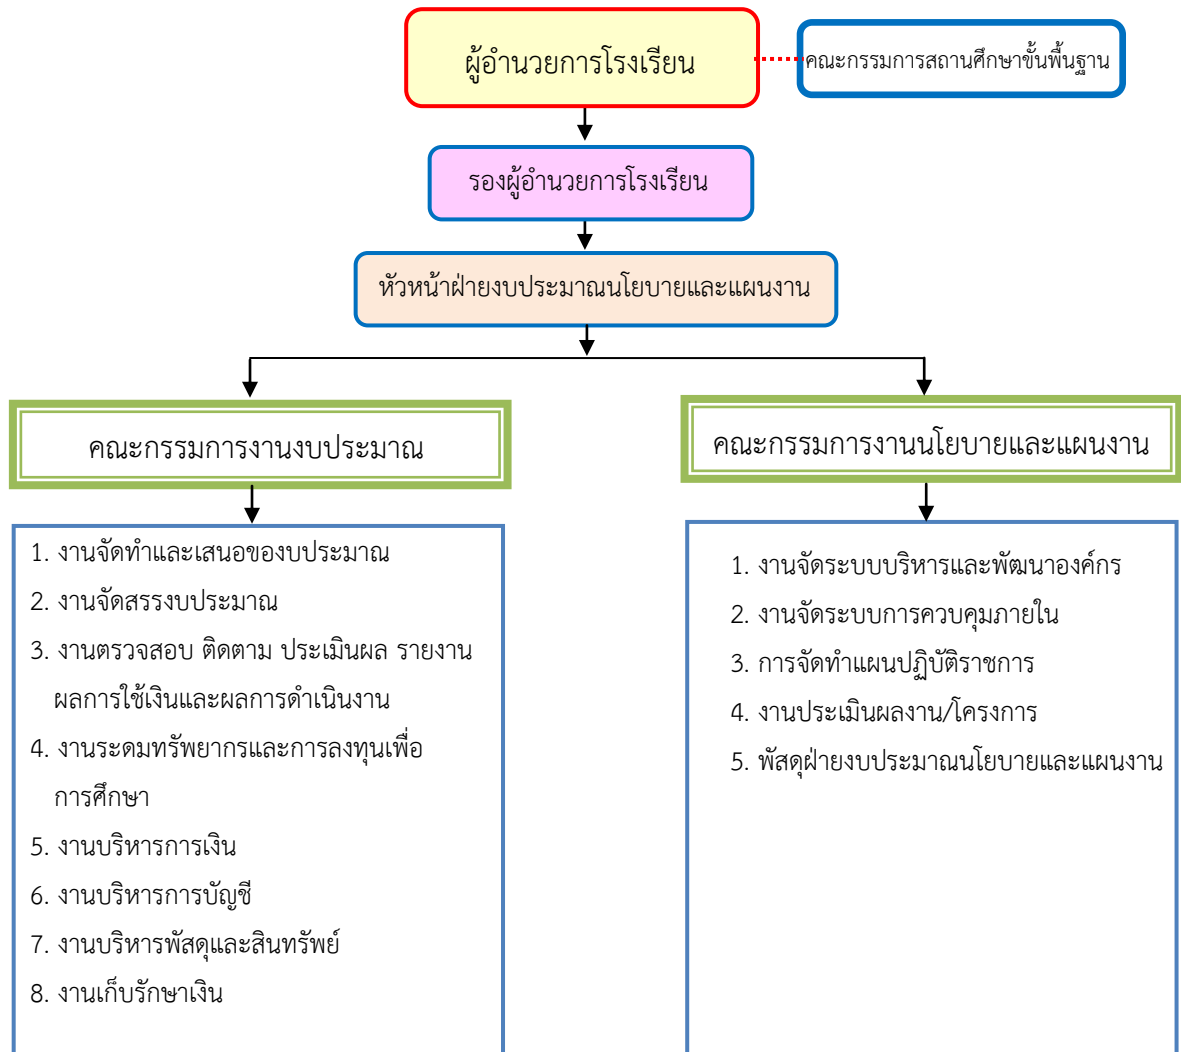 ผู้อำนวยการโรงเรียน
คณะกรรมการสถานศึกษาขั้นพื้นฐาน
รองผู้อำนวยการโรงเรียน
หัวหน้าฝ่ายงบประมาณนโยบายและแผนงาน
คณะกรรมการงานงบประมาณ
1. งานจัดทำและเสนอของบประมาณ
2. งานจัดสรรงบประมาณ
3. งานตรวจสอบ ติดตาม ประเมินผล รายงาน
ผลการใช้เงินและผลการดำเนินงาน
4. งานระดมทรัพยากรและการลงทุนเพื่อ
การศึกษา
5. งานบริหารการเงิน
6. งานบริหารการบัญชี
7. งานบริหารพัสดุและสินทรัพย์
8. งานเก็บรักษาเงิน
คณะกรรมการงานนโยบายและแผนงาน
1. งานจัดระบบบริหารและพัฒนาองค์กร
2. งานจัดระบบการควบคุมภายใน
3. การจัดทำแผนปฏิบัติราชการ
4. งานประเมินผลงาน/โครงการ
5. พัสดุฝ่ายงบประมาณนโยบายและแผนงาน